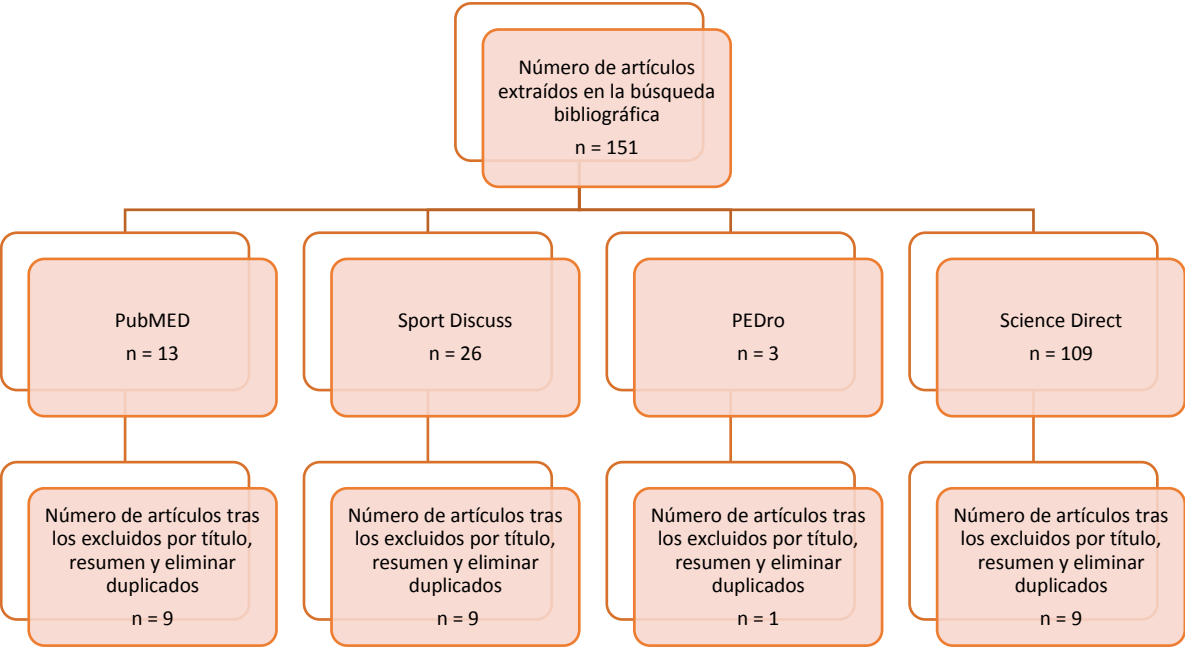 Número de artículos
extraídos en la búsqueda
bibliográfica
n = 151
PubMED
n = 13
Sport Discuss
n = 26
PEDro
n = 3
Science Direct
n = 109
Número de artículos tras
los excluidos por título,
resumen y eliminar
duplicados
n = 9
Número de artículos tras
los excluidos por título,
resumen y eliminar
duplicados
n = 9
Número de artículos tras
los excluidos por título,
resumen y eliminar
duplicados
n = 1
Número de artículos tras
los excluidos por título,
resumen y eliminar
duplicados
n = 9